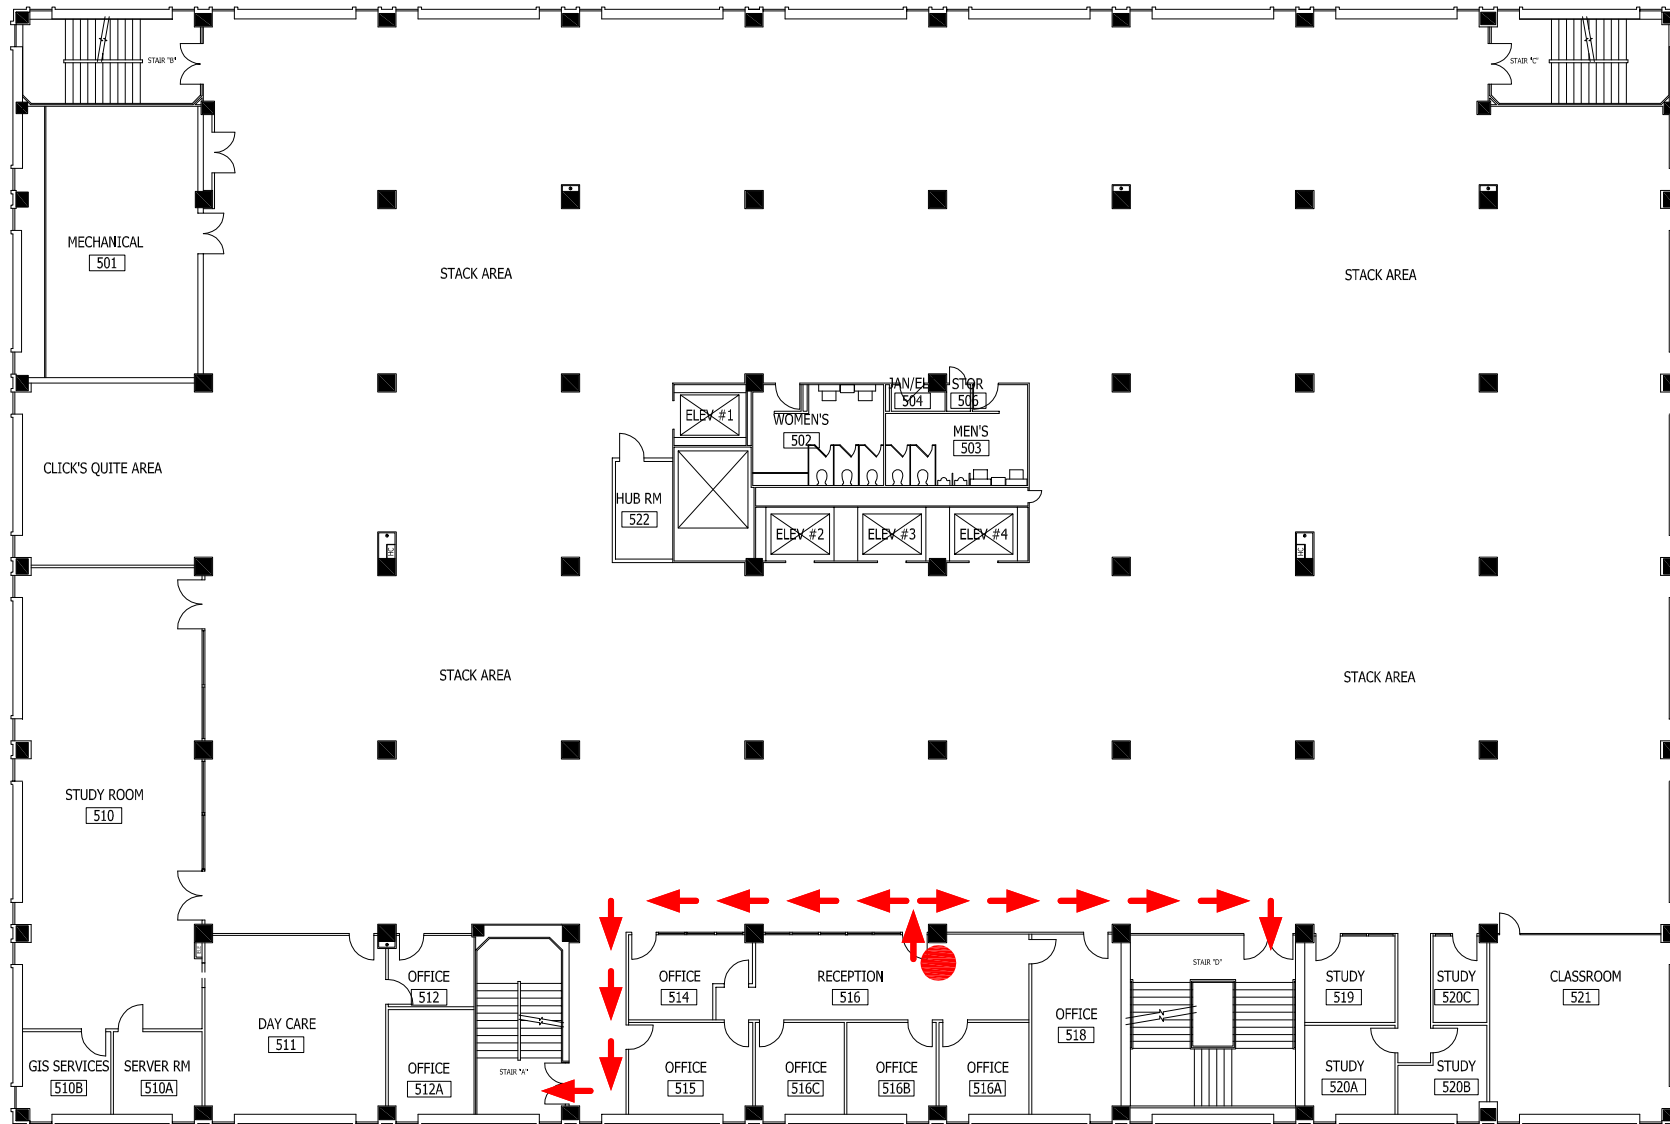 STAIR "B"
STAIR "C"
MECHANICAL
501
STACK AREA
STACK AREA
JAN/EL
504
STOR
506
ELEV #1
WOMEN'S
502
MEN'S
503
CLICK'S QUITE AREA
HUB RM
522
ELEV #2
ELEV #3
ELEV #4
HC
HC
STACK AREA
STACK AREA
STUDY ROOM
510
STAIR "D"
OFFICE
512
OFFICE
514
RECEPTION
516
STUDY
519
STUDY
520C
CLASSROOM
521
DAY CARE
511
OFFICE
518
GIS SERVICES
510B
SERVER RM
510A
OFFICE
512A
STAIR "A"
OFFICE
515
OFFICE
516C
OFFICE
516B
OFFICE
516A
STUDY
520A
STUDY
520B